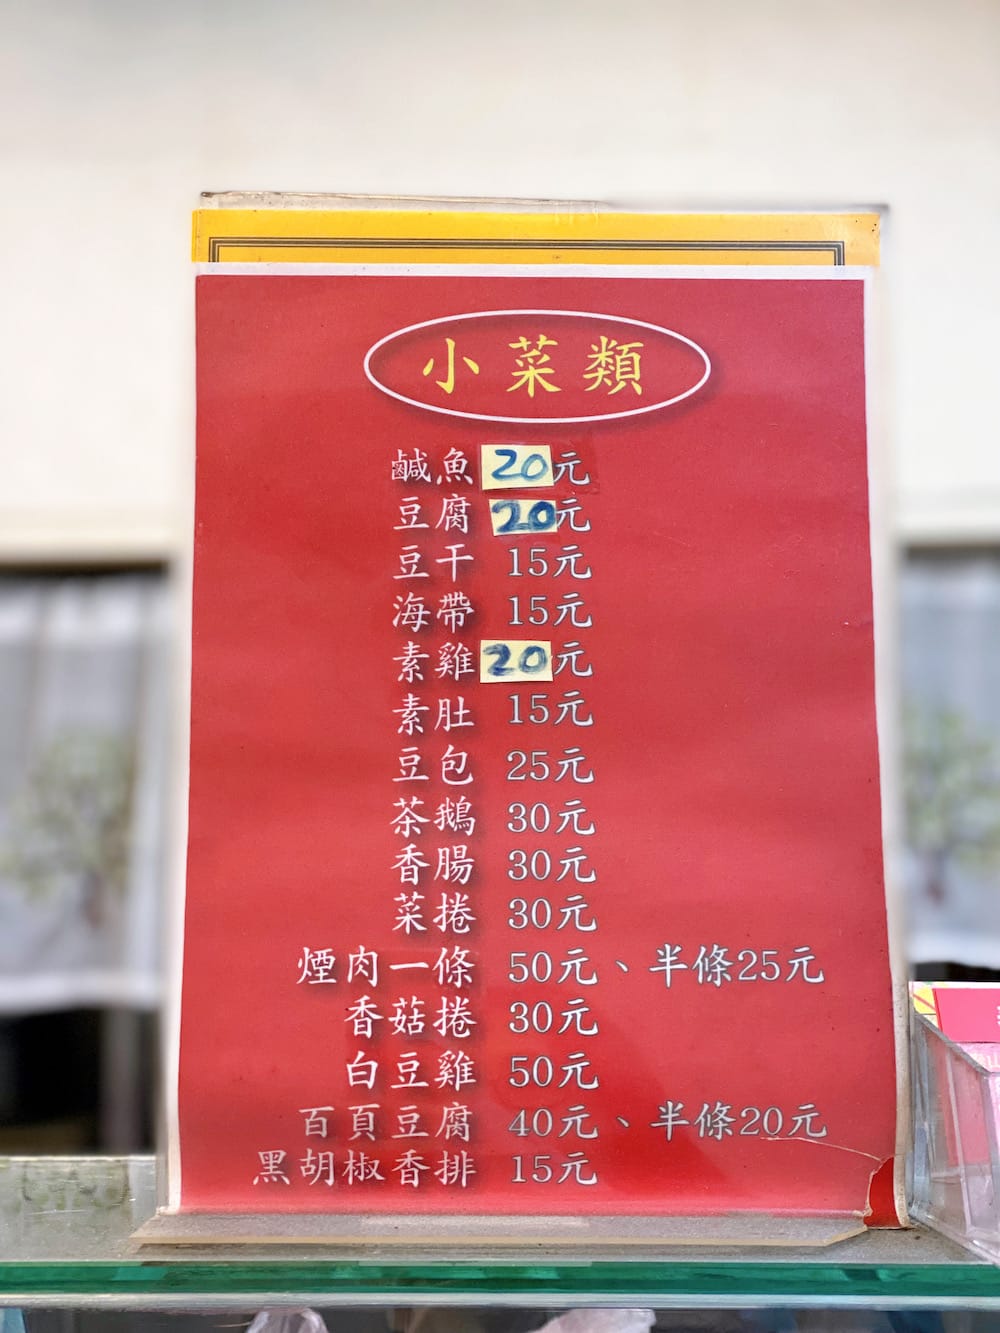 小菜類
鹹魚 20元
豆腐 20元
豆干 15元
海帶 15元
素雞 20元
素肚 15元
豆包 25元
茶鵝 30元
香腸 30元
菜捲 30元
煙肉一條 50元、半條25元
香菇捲 30元
白豆雞 50元
百頁豆腐 40元、半條20元
黑胡椒香排 15元